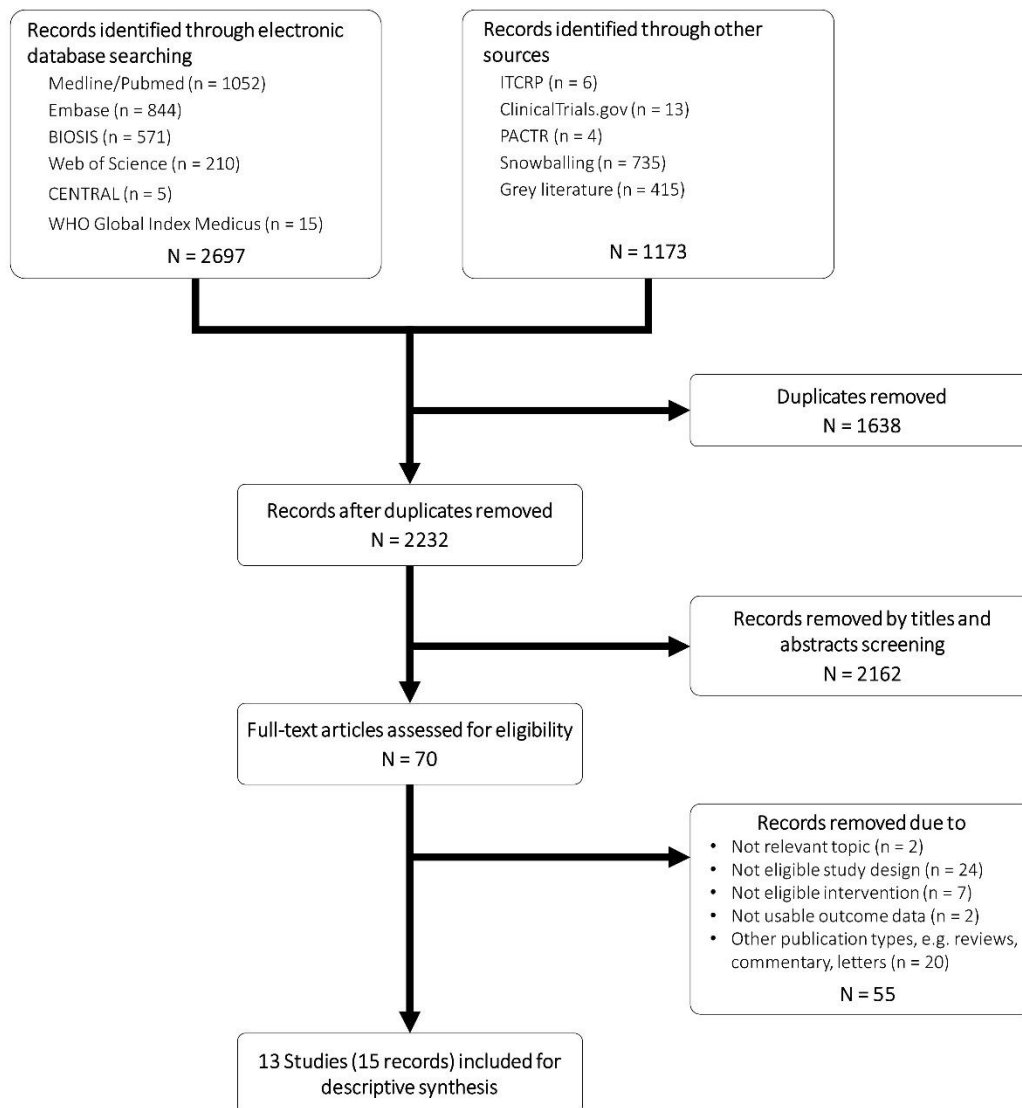 Records identified through electronic
database searching
Medline/Pubmed (n = 1052)
Embase (n = 844)
BIOSIS (n = 571)
Web of Science (n = 210)
CENTRAL (n = 5)
WHO Global Index Medicus (n = 15)
N = 2697
Records identified through other
sources
ITCRP (n = 6)
ClinicalTrials.gov (n = 13)
PACTR (n = 4)
Snowballing (n = 735)
Grey literature (n = 415)
N = 1173
Duplicates removed
N = 1638
Records after duplicates removed
N = 2232
Records removed by titles and
abstracts screening
N = 2162
Full-text articles assessed for eligibility
N = 70
Records removed due to
• Not relevant topic (n = 2)
• Not eligible study design (n = 24)
• Not eligible intervention (n = 7)
• Not usable outcome data (n = 2)
• Other publication types, e.g. reviews,
commentary, letters (n = 20)
N = 55
13 Studies (15 records) included for
descriptive synthesis